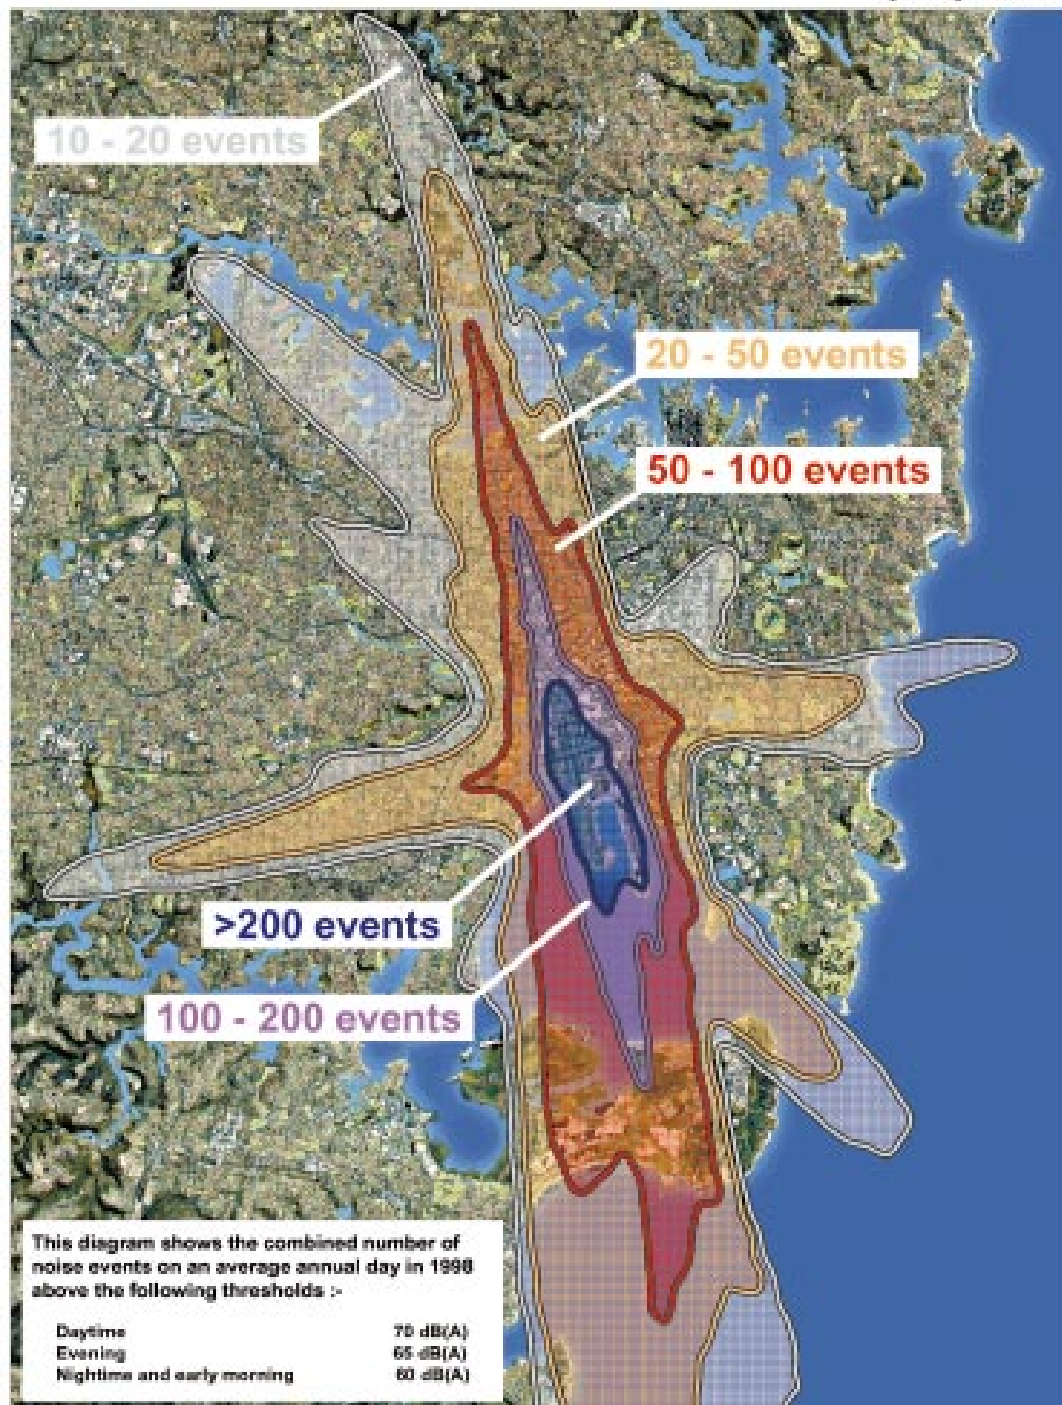 10 - 20 events
20 - 50 events
50 - 100 events
>200 events
100 - 200 events
This diagram shows the combined number of
noise events on an average annual day in 1998
above the following thresholds :-
Daytime 70 dB(A)
Evening 65 dB(A)
Nightime and early morning 60 dB(A)